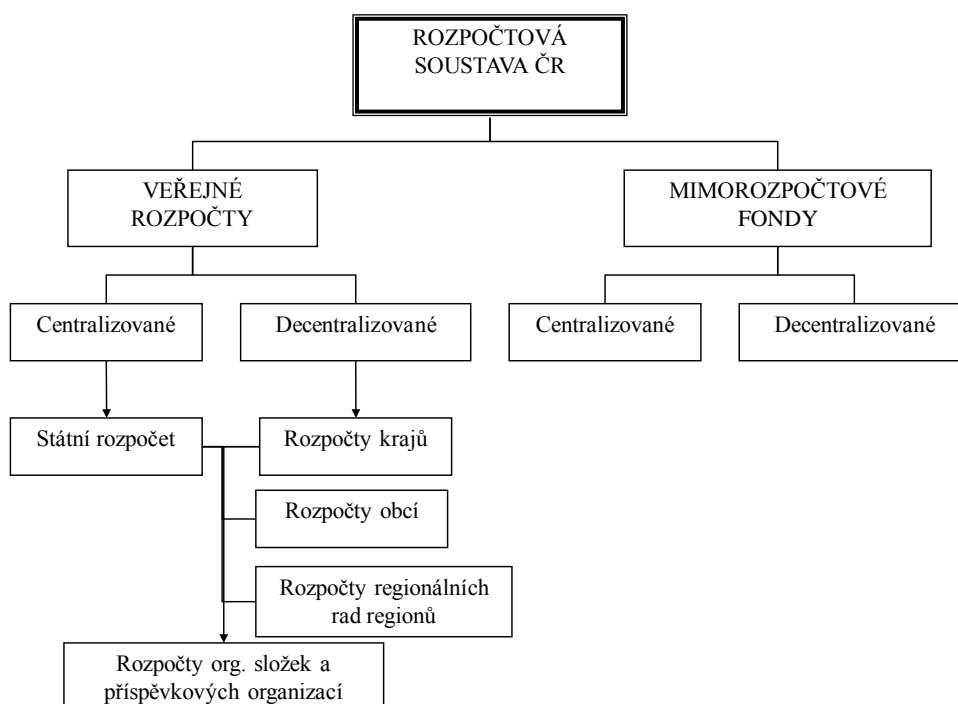 ROZPOČTOVÁ
SOUSTAVA ČR
VEŘEJNÉ
ROZPOČTY
MIMOROZPOČTOVÉ
FONDY
Centralizované
Decentralizované
Centralizované
Decentralizované
Státní rozpočet
Rozpočty krajů
Rozpočty obcí
Rozpočty regionálních
rad regionů
Rozpočty org. složek a
příspěvkových organizací